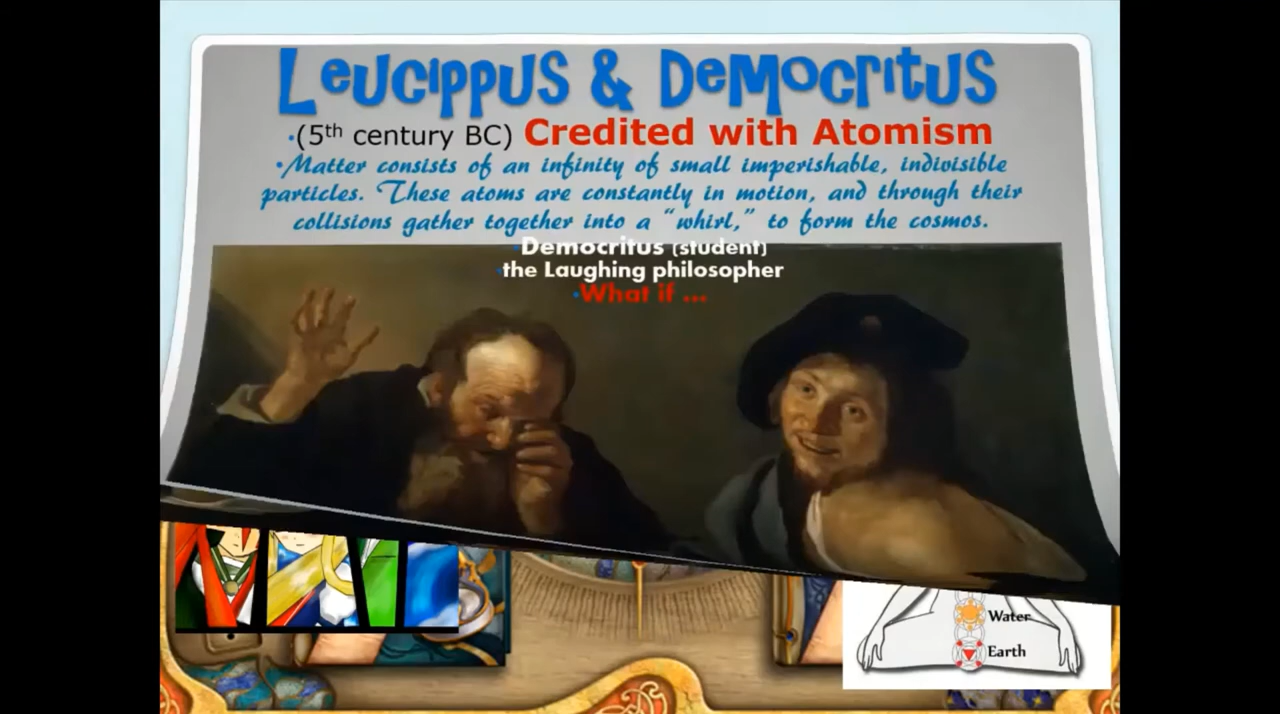 Leucippus & Democritus
•(5th century BC) Credited with Atomism
•Matter consists of an infinity of small imperishable, indivisible
particles. These atoms are constantly in motion, and through their
collisions gather together into a “whirl,” to form the cosmos.
•Democritus (student)
•the Laughing philosopher
•What if ...
Water
Earth